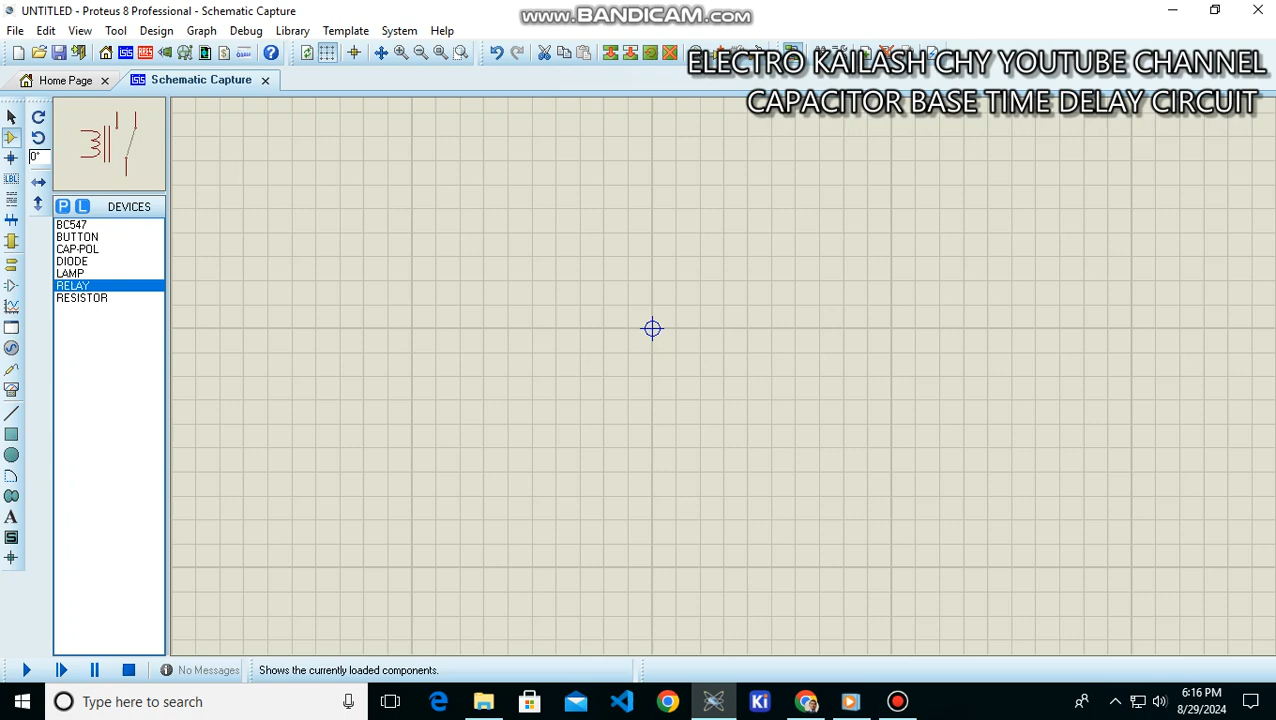 UNTITLED - Proteus 8 Professional - Schematic Capture
www.BANDICAM.com
File Edit View Tool Design Graph Debug Library Template System Help
ELECTRO KAILASH CHY YOUTUBE CHANNEL
Home Page
Schematic Capture
CAPACITOR BASE TIME DELAY CIRCUIT
LBL
0°
P L DEVICES
BC547
BUTTON
CAP-POL
DIODE
LAMP
RELAY
RESISTOR
A
S
No Messages
Shows the currently loaded components.
Type here to search
Ki
6:16 PM
8/29/2024